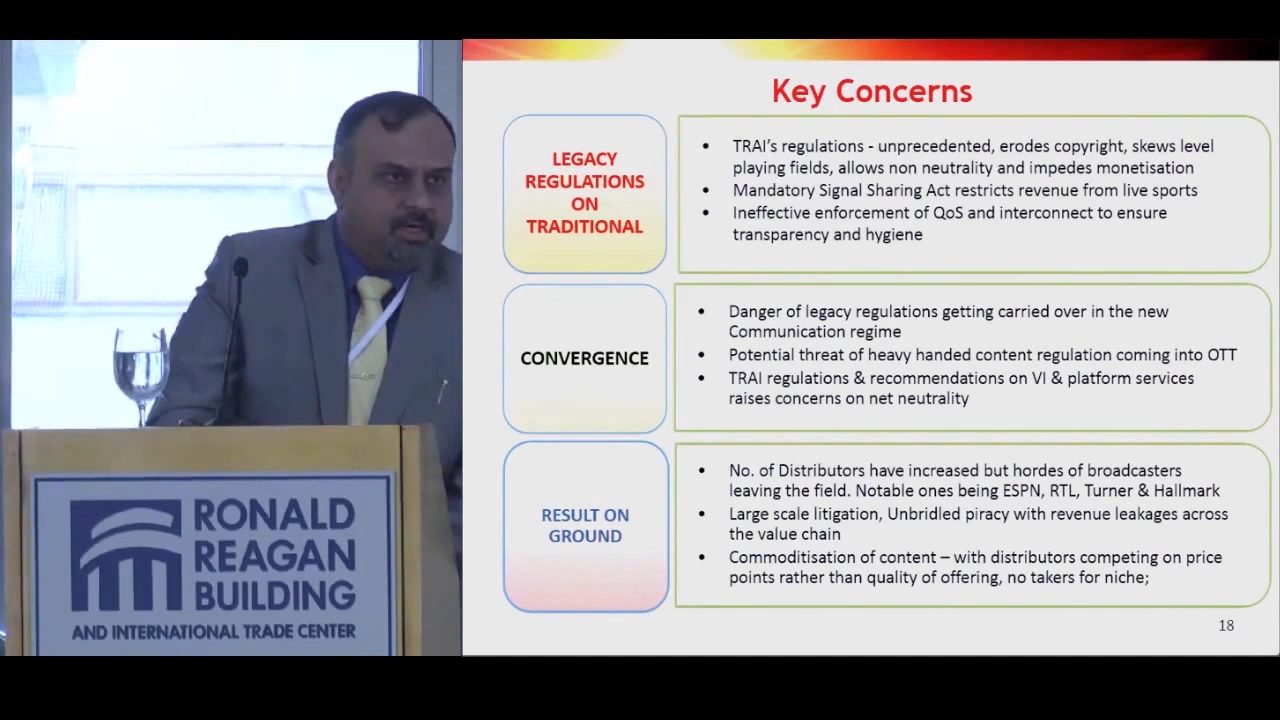 RONALD
REAGAN
BUILDING
AND INTERNATIONAL TRADE CENTER
Key Concerns
LEGACY
REGULATIONS
ON
TRADITIONAL
• TRAI's regulations - unprecedented, erodes copyright, skews level
playing fields, allows non neutrality and impedes monetisation
• Mandatory Signal Sharing Act restricts revenue from live sports
• Ineffective enforcement of QoS and interconnect to ensure
transparency and hygiene
CONVERGENCE
• Danger of legacy regulations getting carried over in the new
Communication regime
• Potential threat of heavy handed content regulation coming into OTT
• TRAI regulations & recommendations on VI & platform services
raises concerns on net neutrality
RESULT ON
GROUND
• No. of Distributors have increased but hordes of broadcasters
leaving the field. Notable ones being ESPN, RTL, Turner & Hallmark
• Large scale litigation, Unbridled piracy with revenue leakages across
the value chain
• Commoditisation of content – with distributors competing on price
points rather than quality of offering, no takers for niche;
18